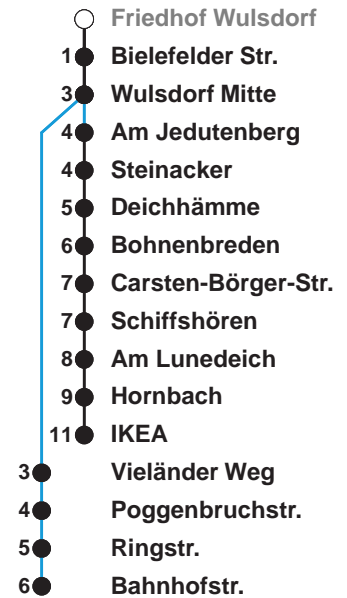 Friedhof Wulsdorf
1 Bielefelder Str.
3 Wulsdorf Mitte
4 Am Jedutenberg
4 Steinacker
5 Deichhämme
6 Bohnenbreden
7 Carsten-Börger-Str.
7 Schiffshören
8 Am Lunedeich
9 Hornbach
11 IKEA
3 Vieländer Weg
4 Poggenbruchstr.
5 Ringstr.
6 Bahnhofstr.